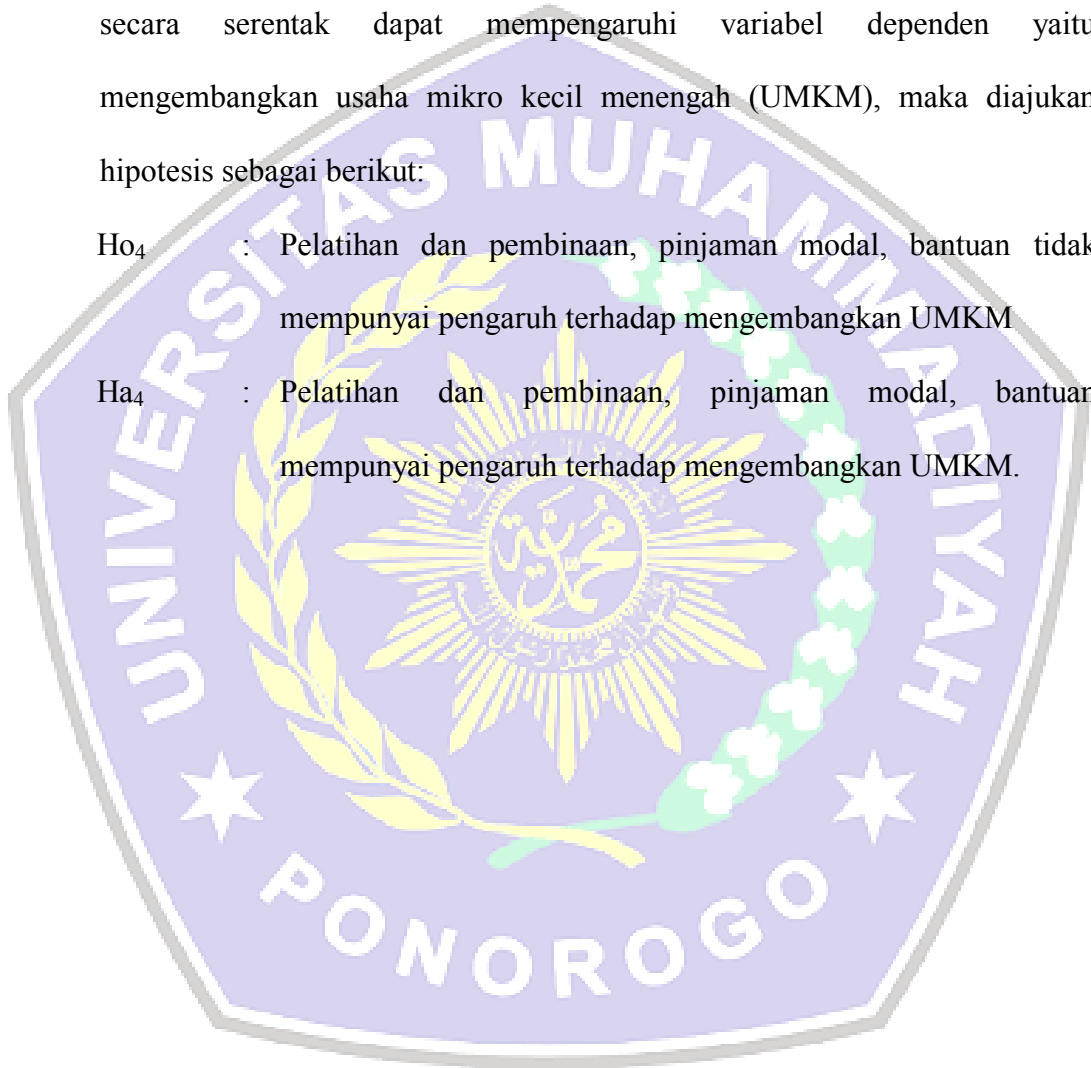 secara serentak dapat mempengaruhi variabel dependen yaitu
mengembangkan usaha mikro kecil menengah (UMKM), maka diajukan
hipotesis sebagai berikut:
Ho4 : Pelatihan dan pembinaan, pinjaman modal, bantuan tidak
mempunyai pengaruh terhadap mengembangkan UMKM
Ha4 : Pelatihan dan pembinaan, pinjaman modal, bantuan
mempunyai pengaruh terhadap mengembangkan UMKM.
UNIVERSITAS MUHAMMADIYAH
PONOROGO
محمدية